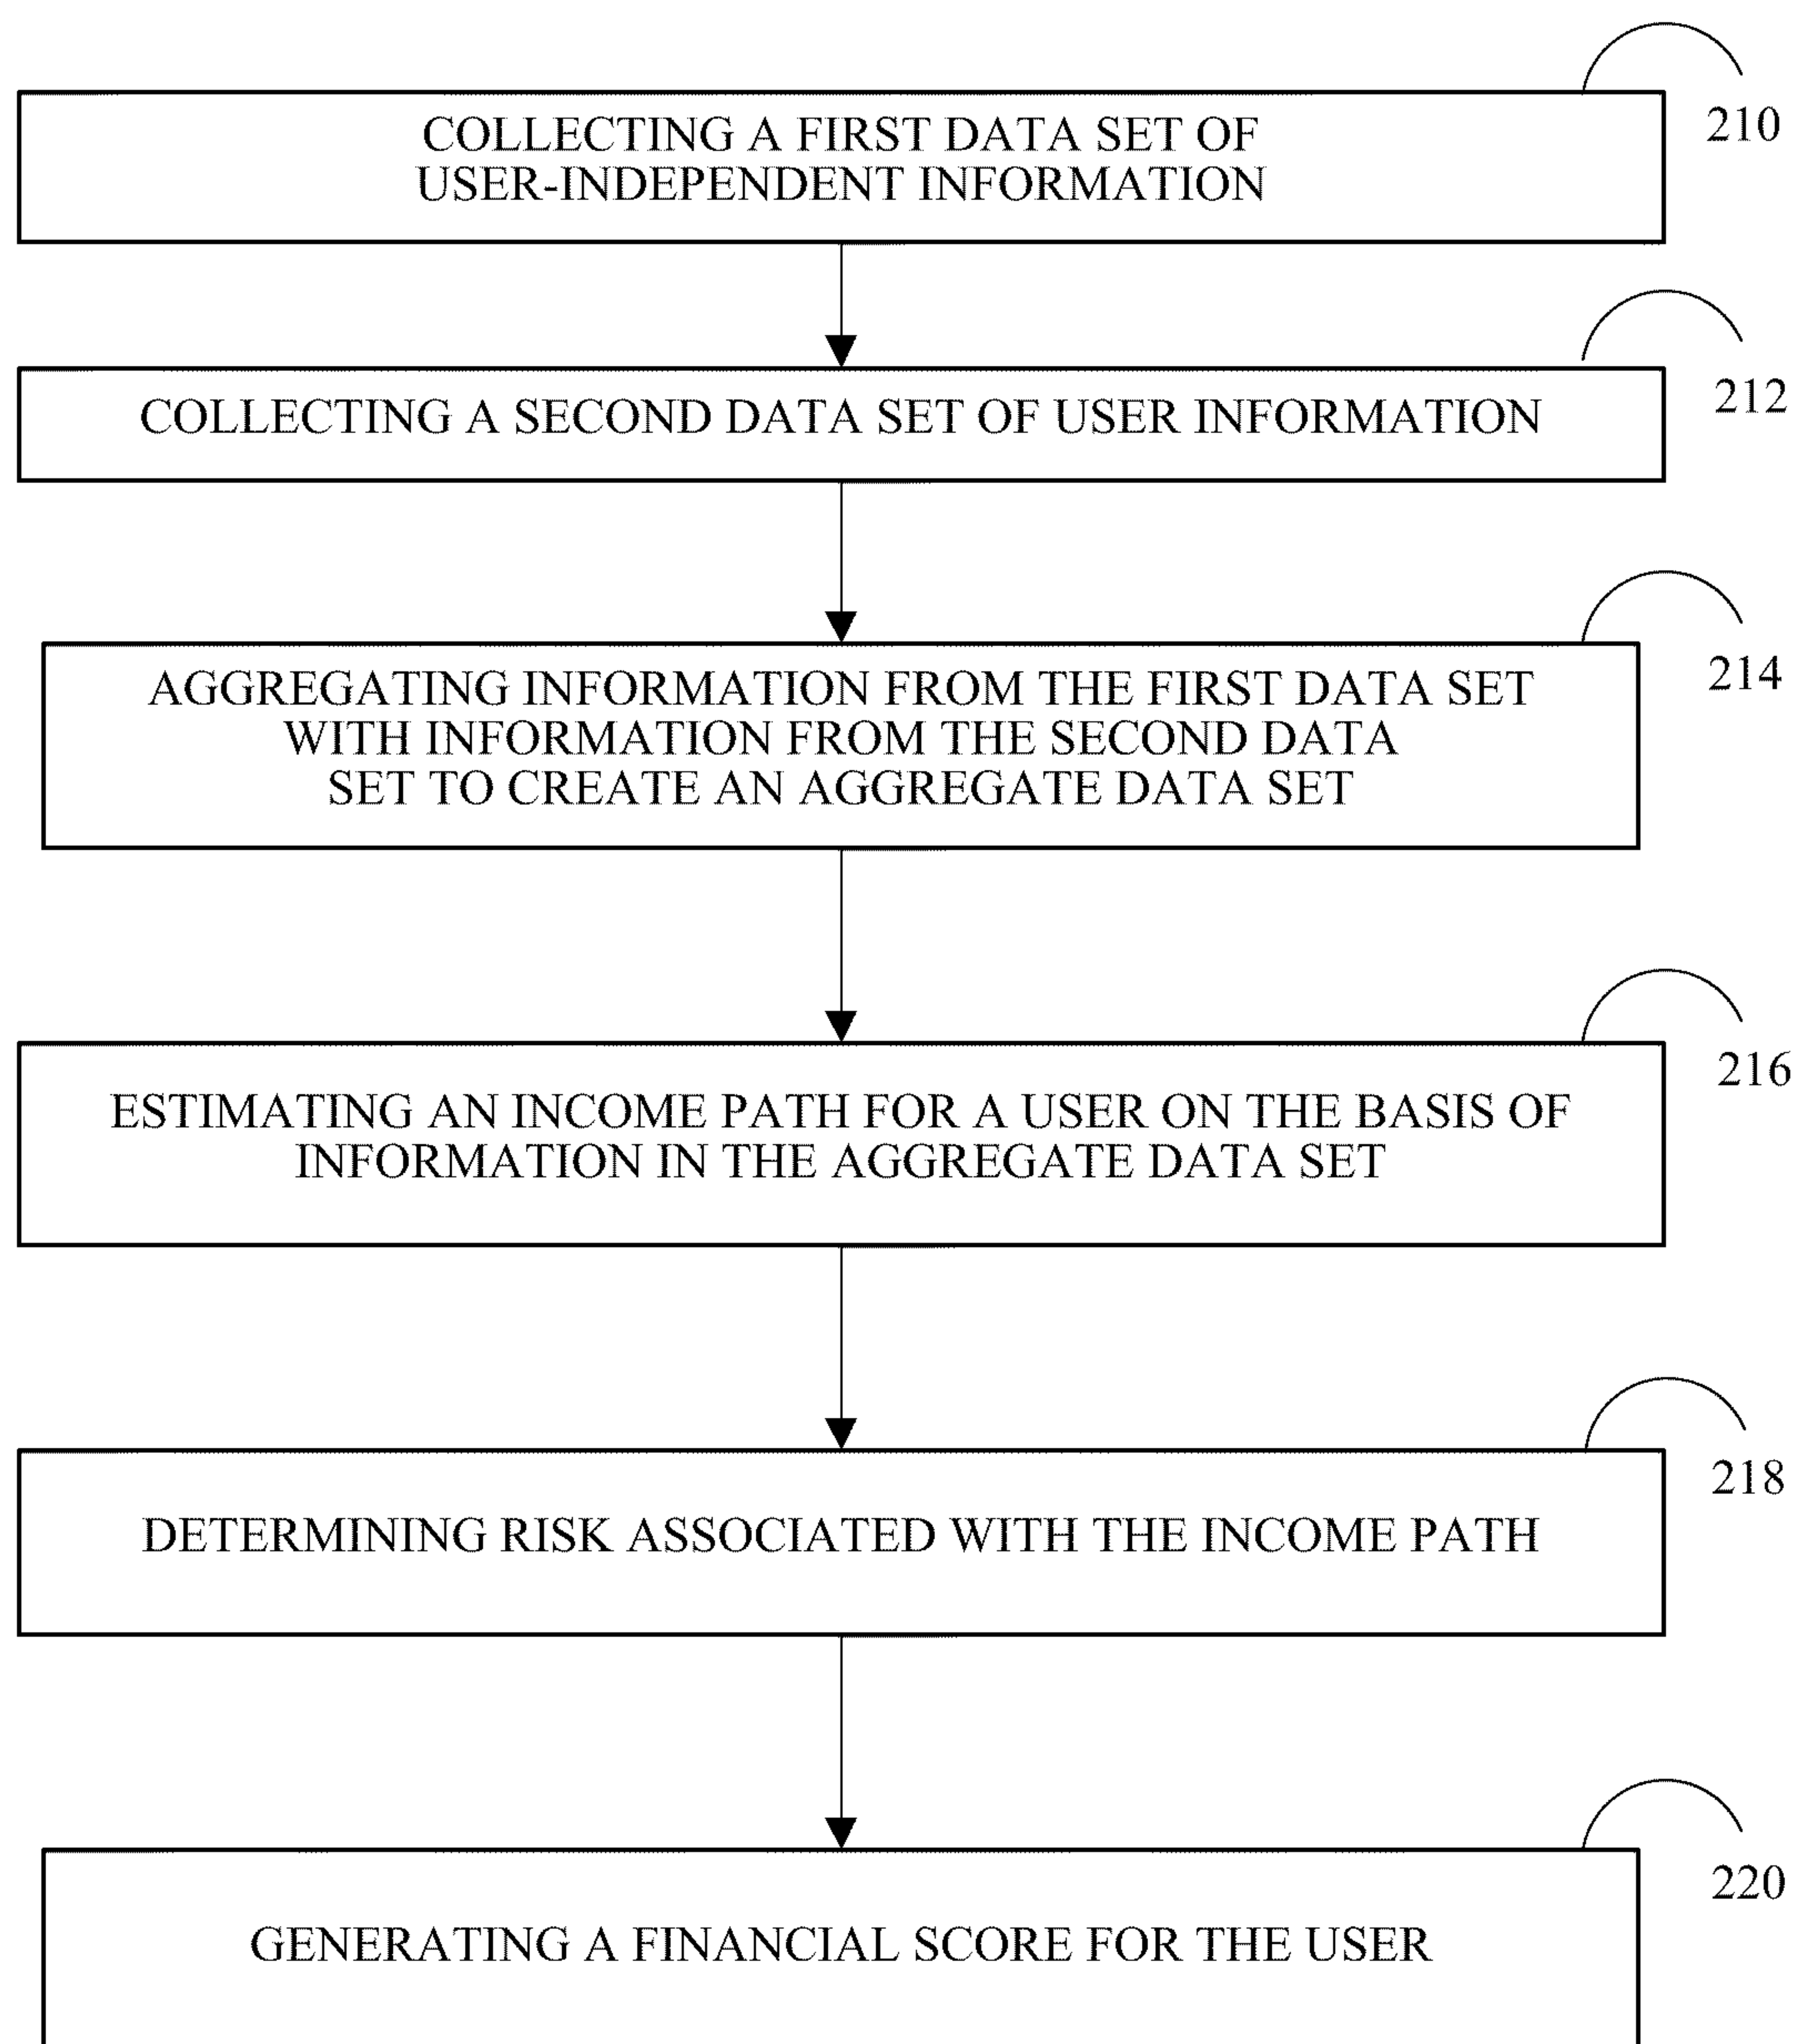 210
COLLECTING A FIRST DATA SET OF
USER-INDEPENDENT INFORMATION
212
COLLECTING A SECOND DATA SET OF USER INFORMATION
214
AGGREGATING INFORMATION FROM THE FIRST DATA SET
WITH INFORMATION FROM THE SECOND DATA
SET TO CREATE AN AGGREGATE DATA SET
216
ESTIMATING AN INCOME PATH FOR A USER ON THE BASIS OF
INFORMATION IN THE AGGREGATE DATA SET
218
DETERMINING RISK ASSOCIATED WITH THE INCOME PATH
220
GENERATING A FINANCIAL SCORE FOR THE USER